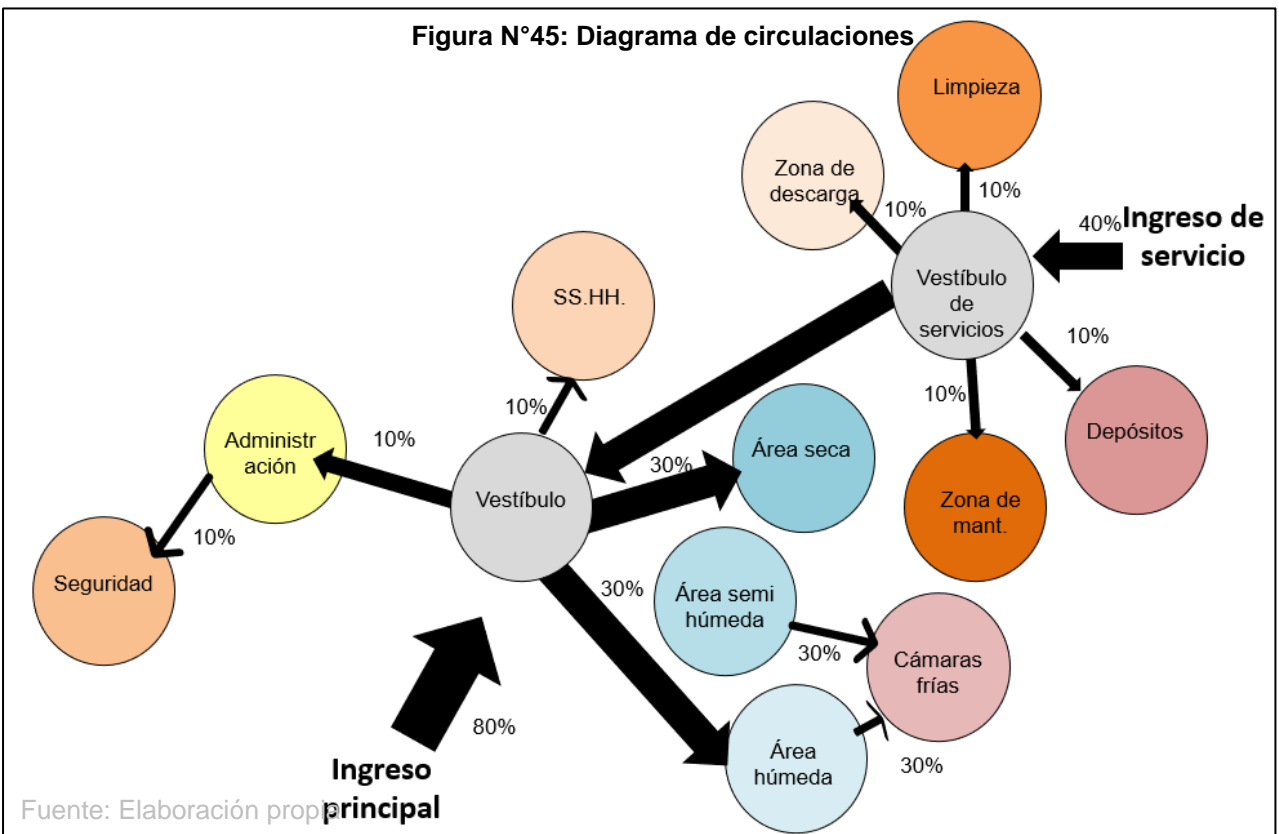 Figura N°45: Diagrama de circulaciones
Limpieza
Zona de
descarga
10%
10%
40%
Ingreso de
servicio
Vestíbulo
de
servicios
SS.HH.
10%
10%
Depósitos
Zona de
mant.
10%
Área seca
30%
Administr
ación
10%
Vestíbulo
10%
Seguridad
30%
Área semi
húmeda
30%
Cámaras
frías
80%
Ingreso
principal
Área
húmeda
30%
Fuente: Elaboración propia